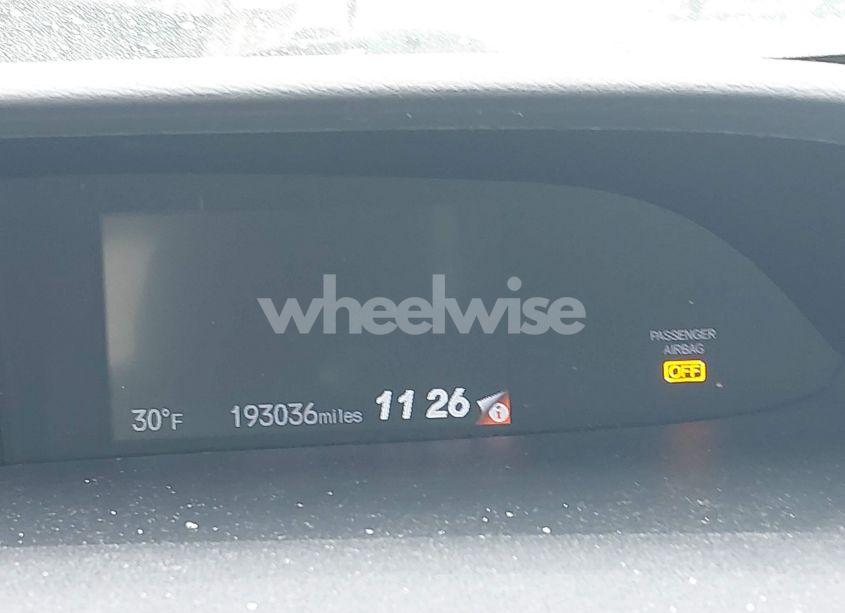 wheelwise
PASSENGER
AIRBAG
OFF
30°F 193036miles 11 26 i